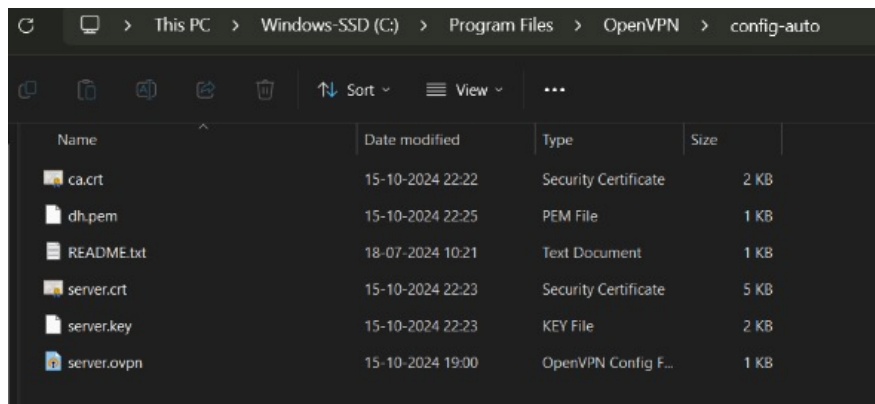 This PC > Windows-SSD (C:) > Program Files > OpenVPN > config-auto
Sort View ...
Name Date modified Type Size
ca.crt 15-10-2024 22:22 Security Certificate 2 KB
dh.pem 15-10-2024 22:25 PEM File 1 KB
README.txt 18-07-2024 10:21 Text Document 1 KB
server.crt 15-10-2024 22:23 Security Certificate 5 KB
server.key 15-10-2024 22:23 KEY File 2 KB
server.ovpn 15-10-2024 19:00 OpenVPN Config F... 1 KB